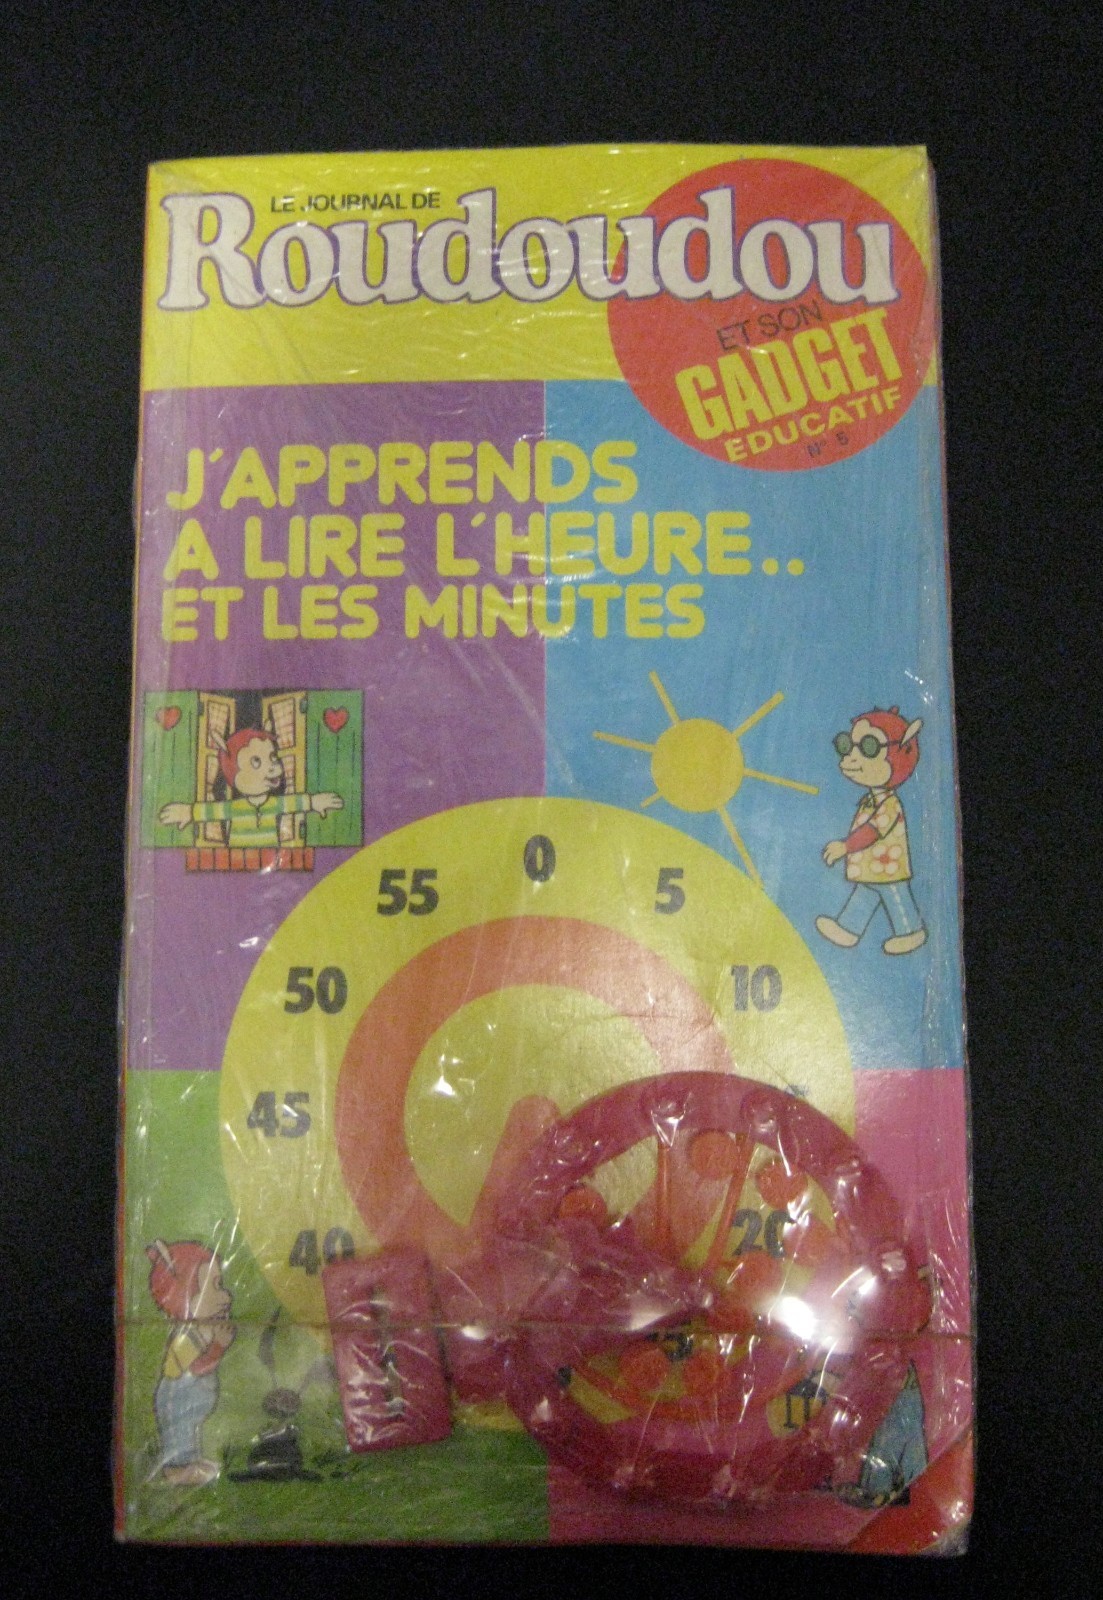 LE JOURNAL DE
Roudoudou
ET SON
GADGET
EDUCATIF
N° 5
J'APPRENDS
A LIRE L'HEURE..
ET LES MINUTES
0
55
5
50
10
45
40
20